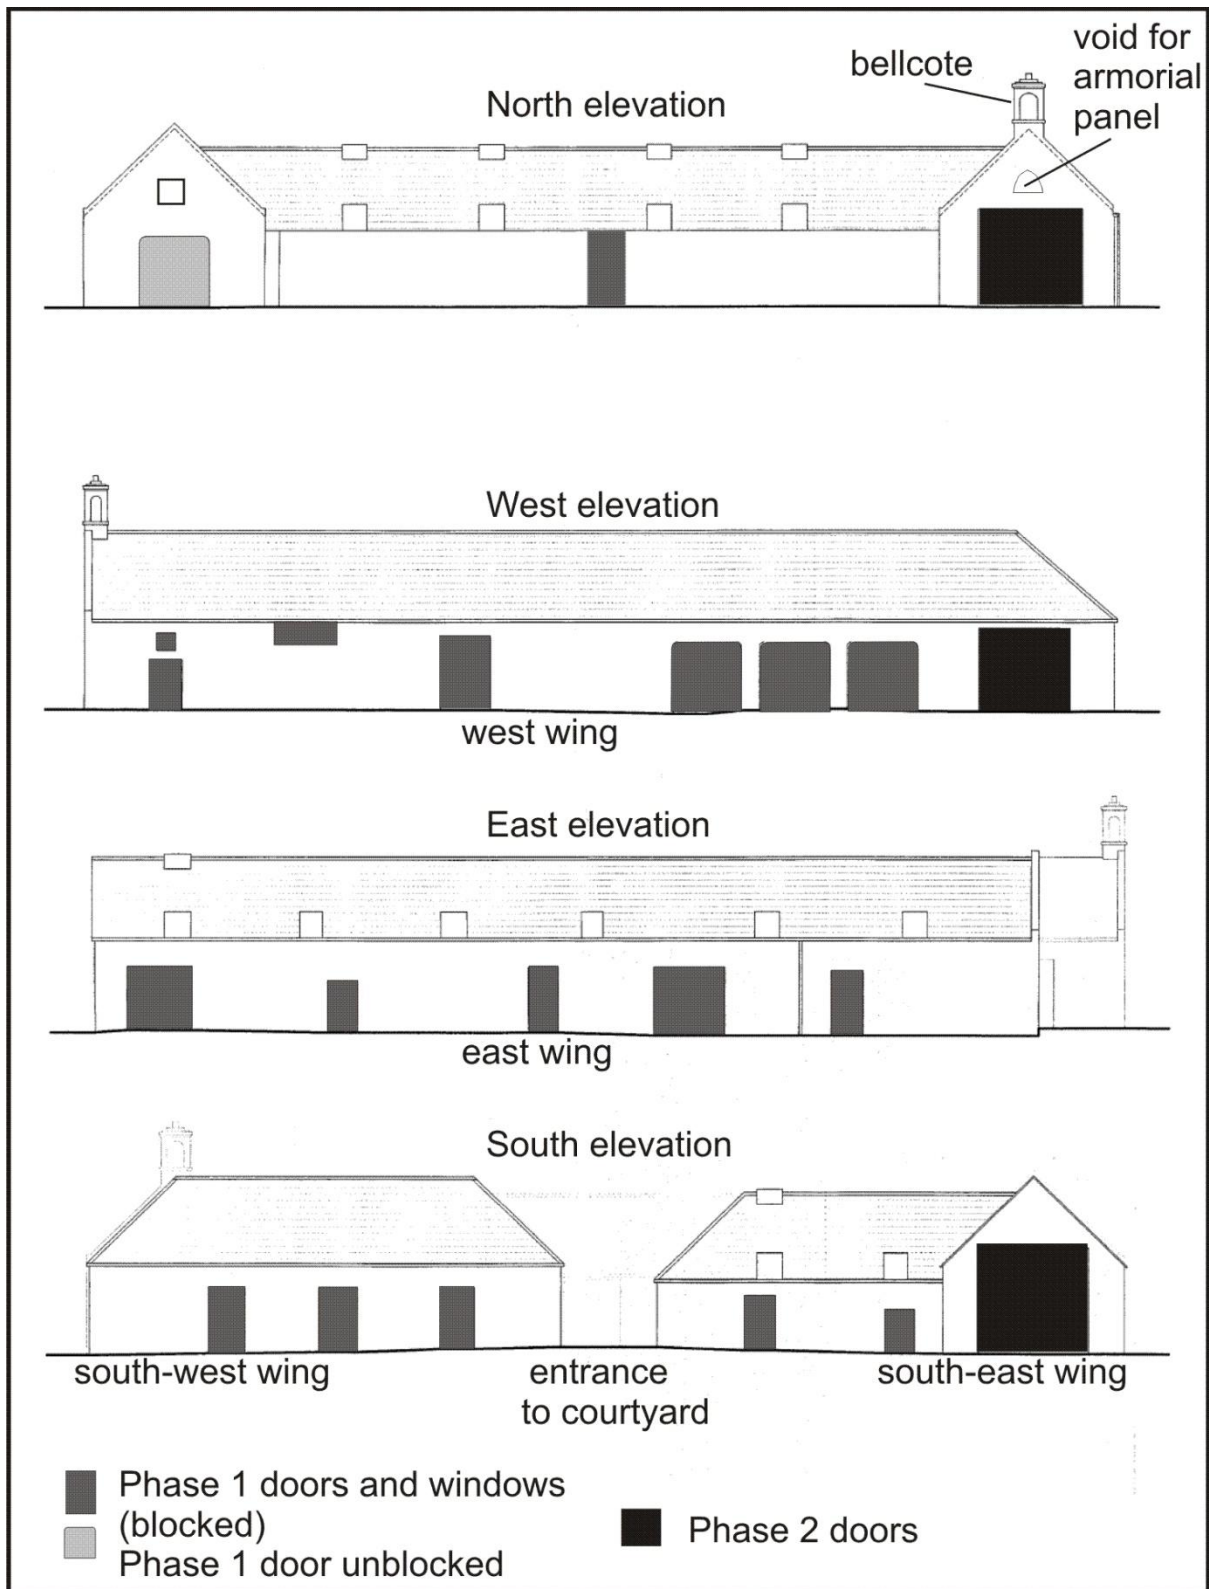 North elevation
bellcote
void for
armorial
panel
West elevation
west wing
East elevation
east wing
South elevation
south-west wing
entrance
to courtyard
south-east wing
Phase 1 doors and windows
(blocked)
Phase 1 door unblocked
Phase 2 doors